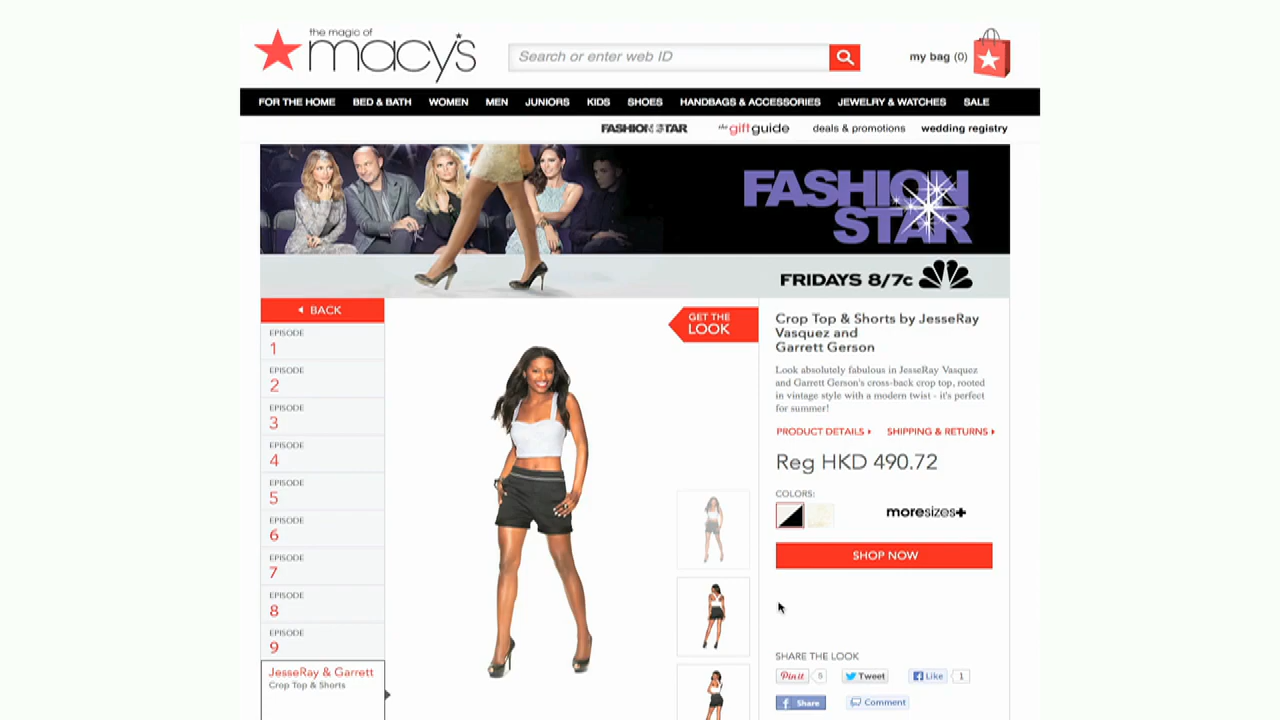 the magic of
macy's
Search or enter web ID
my bag (0)
FOR THE HOME BED & BATH WOMEN MEN JUNIORS KIDS SHOES HANDBAGS & ACCESSORIES JEWELRY & WATCHES SALE
FASHION STAR the giftguide deals & promotions wedding registry
FASHION
STAR
FRIDAYS 8/7c
BACK
EPISODE
1
EPISODE
2
EPISODE
3
EPISODE
4
EPISODE
5
EPISODE
6
EPISODE
7
EPISODE
8
EPISODE
9
JesseRay & Garrett
Crop Top & Shorts
GET THE
LOOK
Crop Top & Shorts by JesseRay
Vasquez and
Garrett Gerson
Look absolutely fabulous in JesseRay Vasquez
and Garrett Gerson's cross-back crop top, rooted
in vintage style with a modern twist - it's perfect
for summer!
PRODUCT DETAILS SHIPPING & RETURNS
Reg HKD 490.72
COLORS:
moresizes+
SHOP NOW
SHARE THE LOOK
Pin it 5 Tweet Like 1
Share Comment